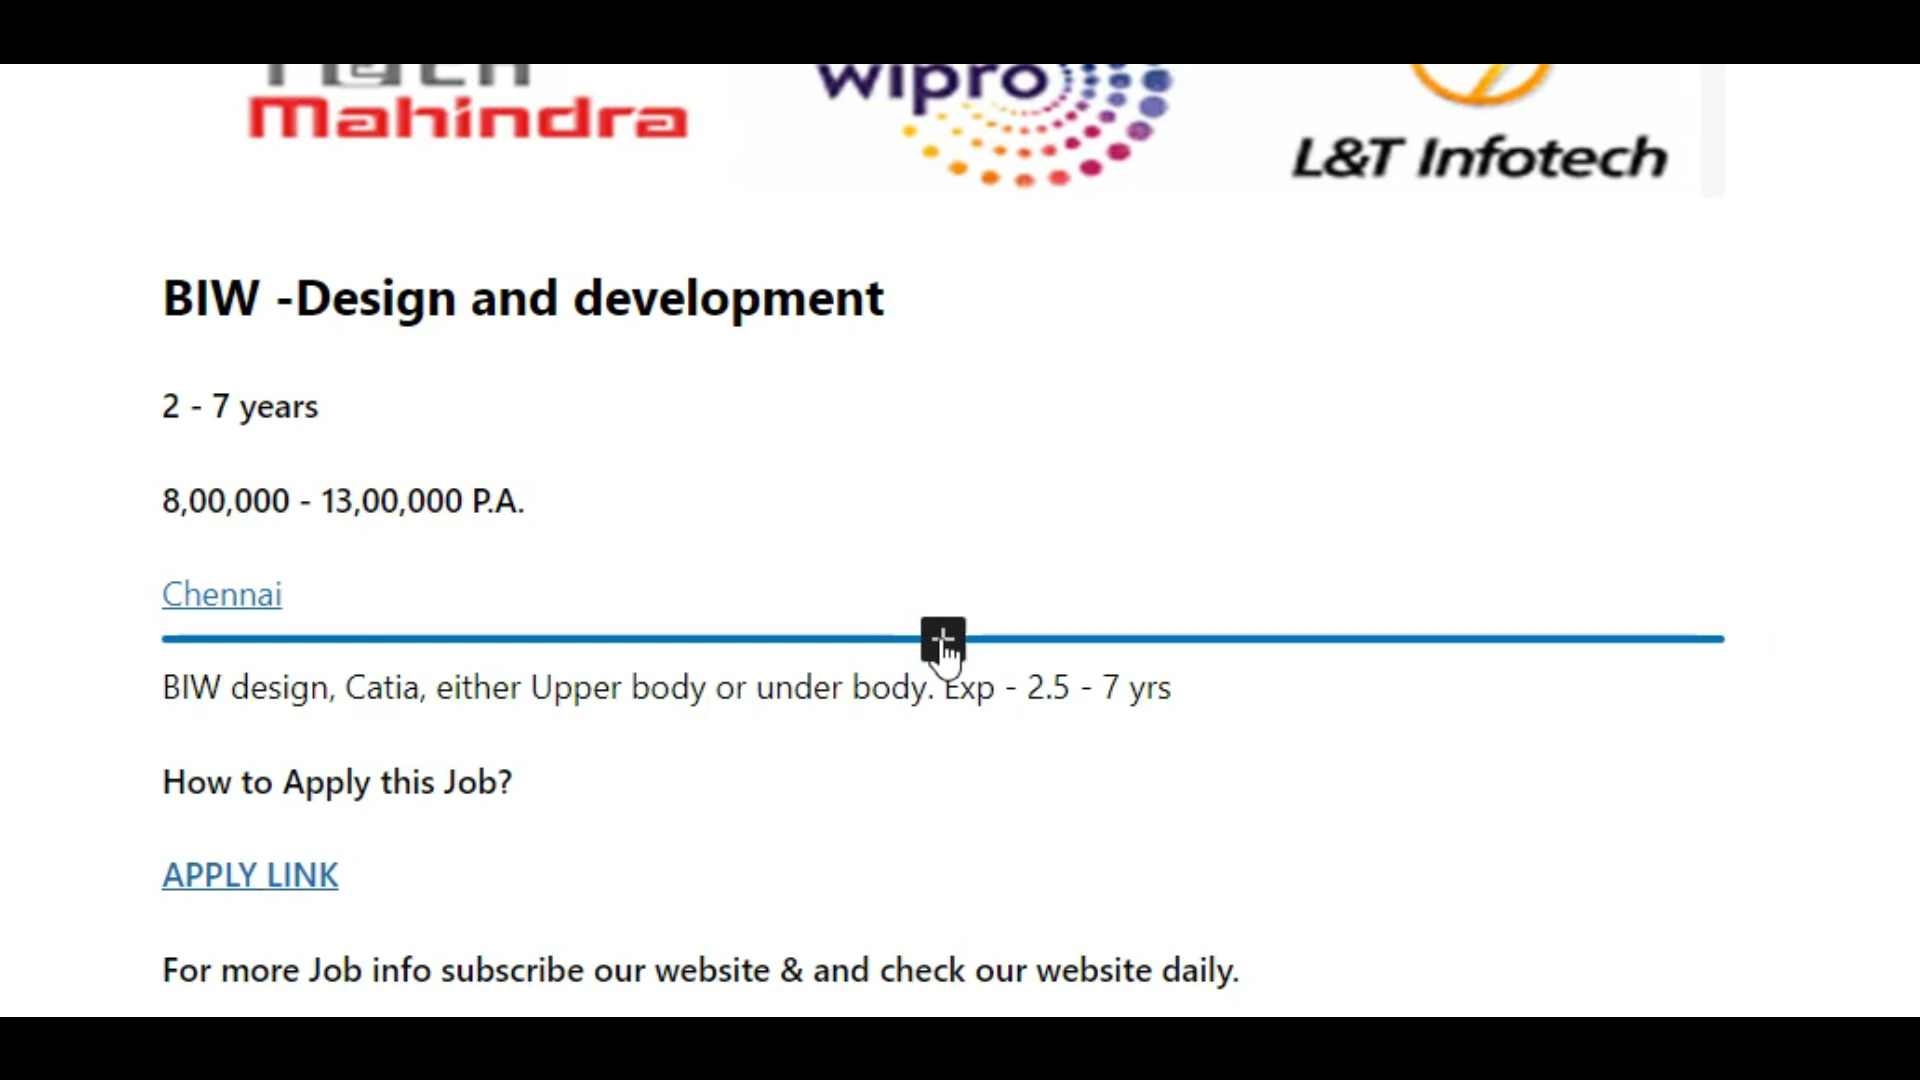 Tech
Mahindra
wipro
L&T Infotech
BIW -Design and development
2 - 7 years
8,00,000 - 13,00,000 P.A.
Chennai
BIW design, Catia, either Upper body or under body. Exp - 2.5 - 7 yrs
How to Apply this Job?
APPLY LINK
For more Job info subscribe our website & and check our website daily.